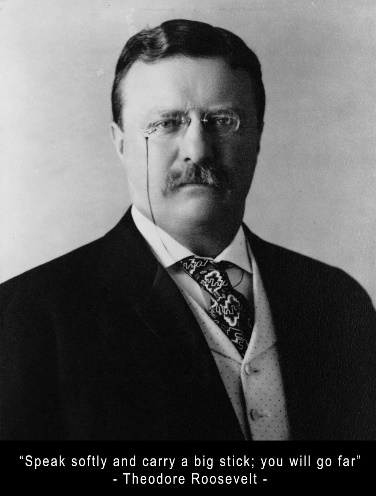 “Speak softly and carry a big stick; you will go far”
- Theodore Roosevelt -